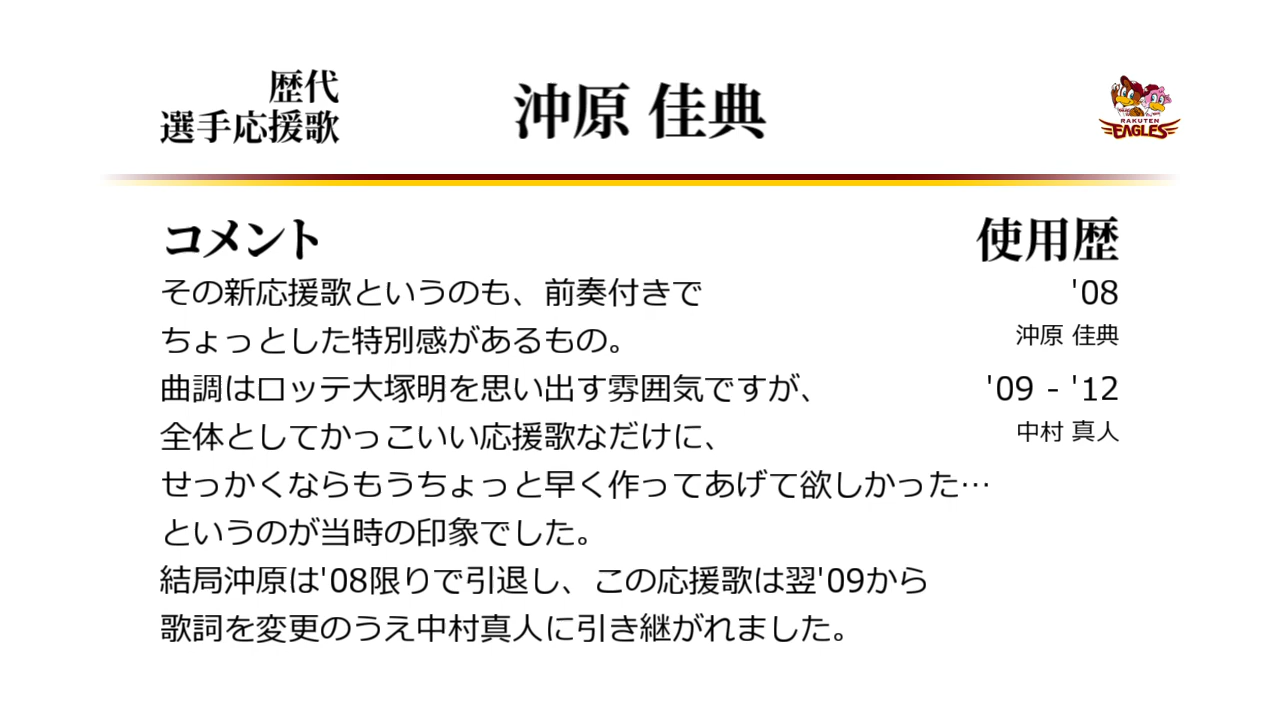 歴代
選手応援歌
沖原 佳典
RAKUTEN
EAGLES
コメント
その新応援歌というのも、前奏付きで
ちょっとした特別感があるもの。
曲調はロッテ大塚明を思い出す雰囲気ですが、
全体としてかっこいい応援歌なだけに、
せっかくならもうちょっと早く作ってあげて欲しかった…
というのが当時の印象でした。
結局沖原は'08限りで引退し、この応援歌は翌'09から
歌詞を変更のうえ中村真人に引き継がれました。
使用歴
'08
沖原 佳典
'09 - '12
中村 真人